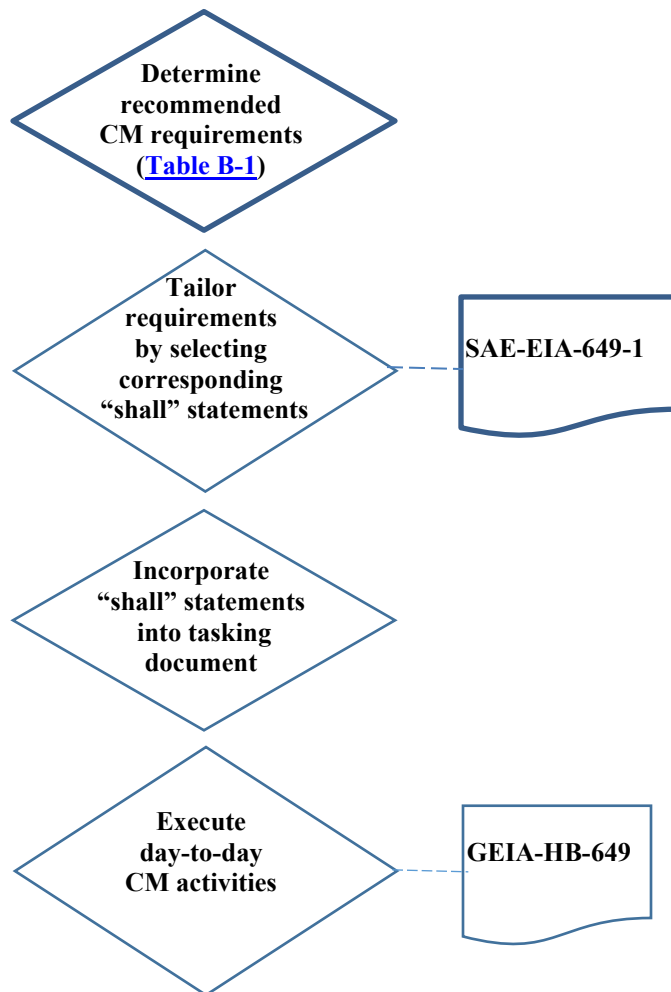 Determine
recommended
CM requirements
(Table B-1)
Tailor
requirements
by selecting
corresponding
“shall” statements
SAE-EIA-649-1
Incorporate
“shall” statements
into tasking
document
Execute
day-to-day
CM activities
GEIA-HB-649